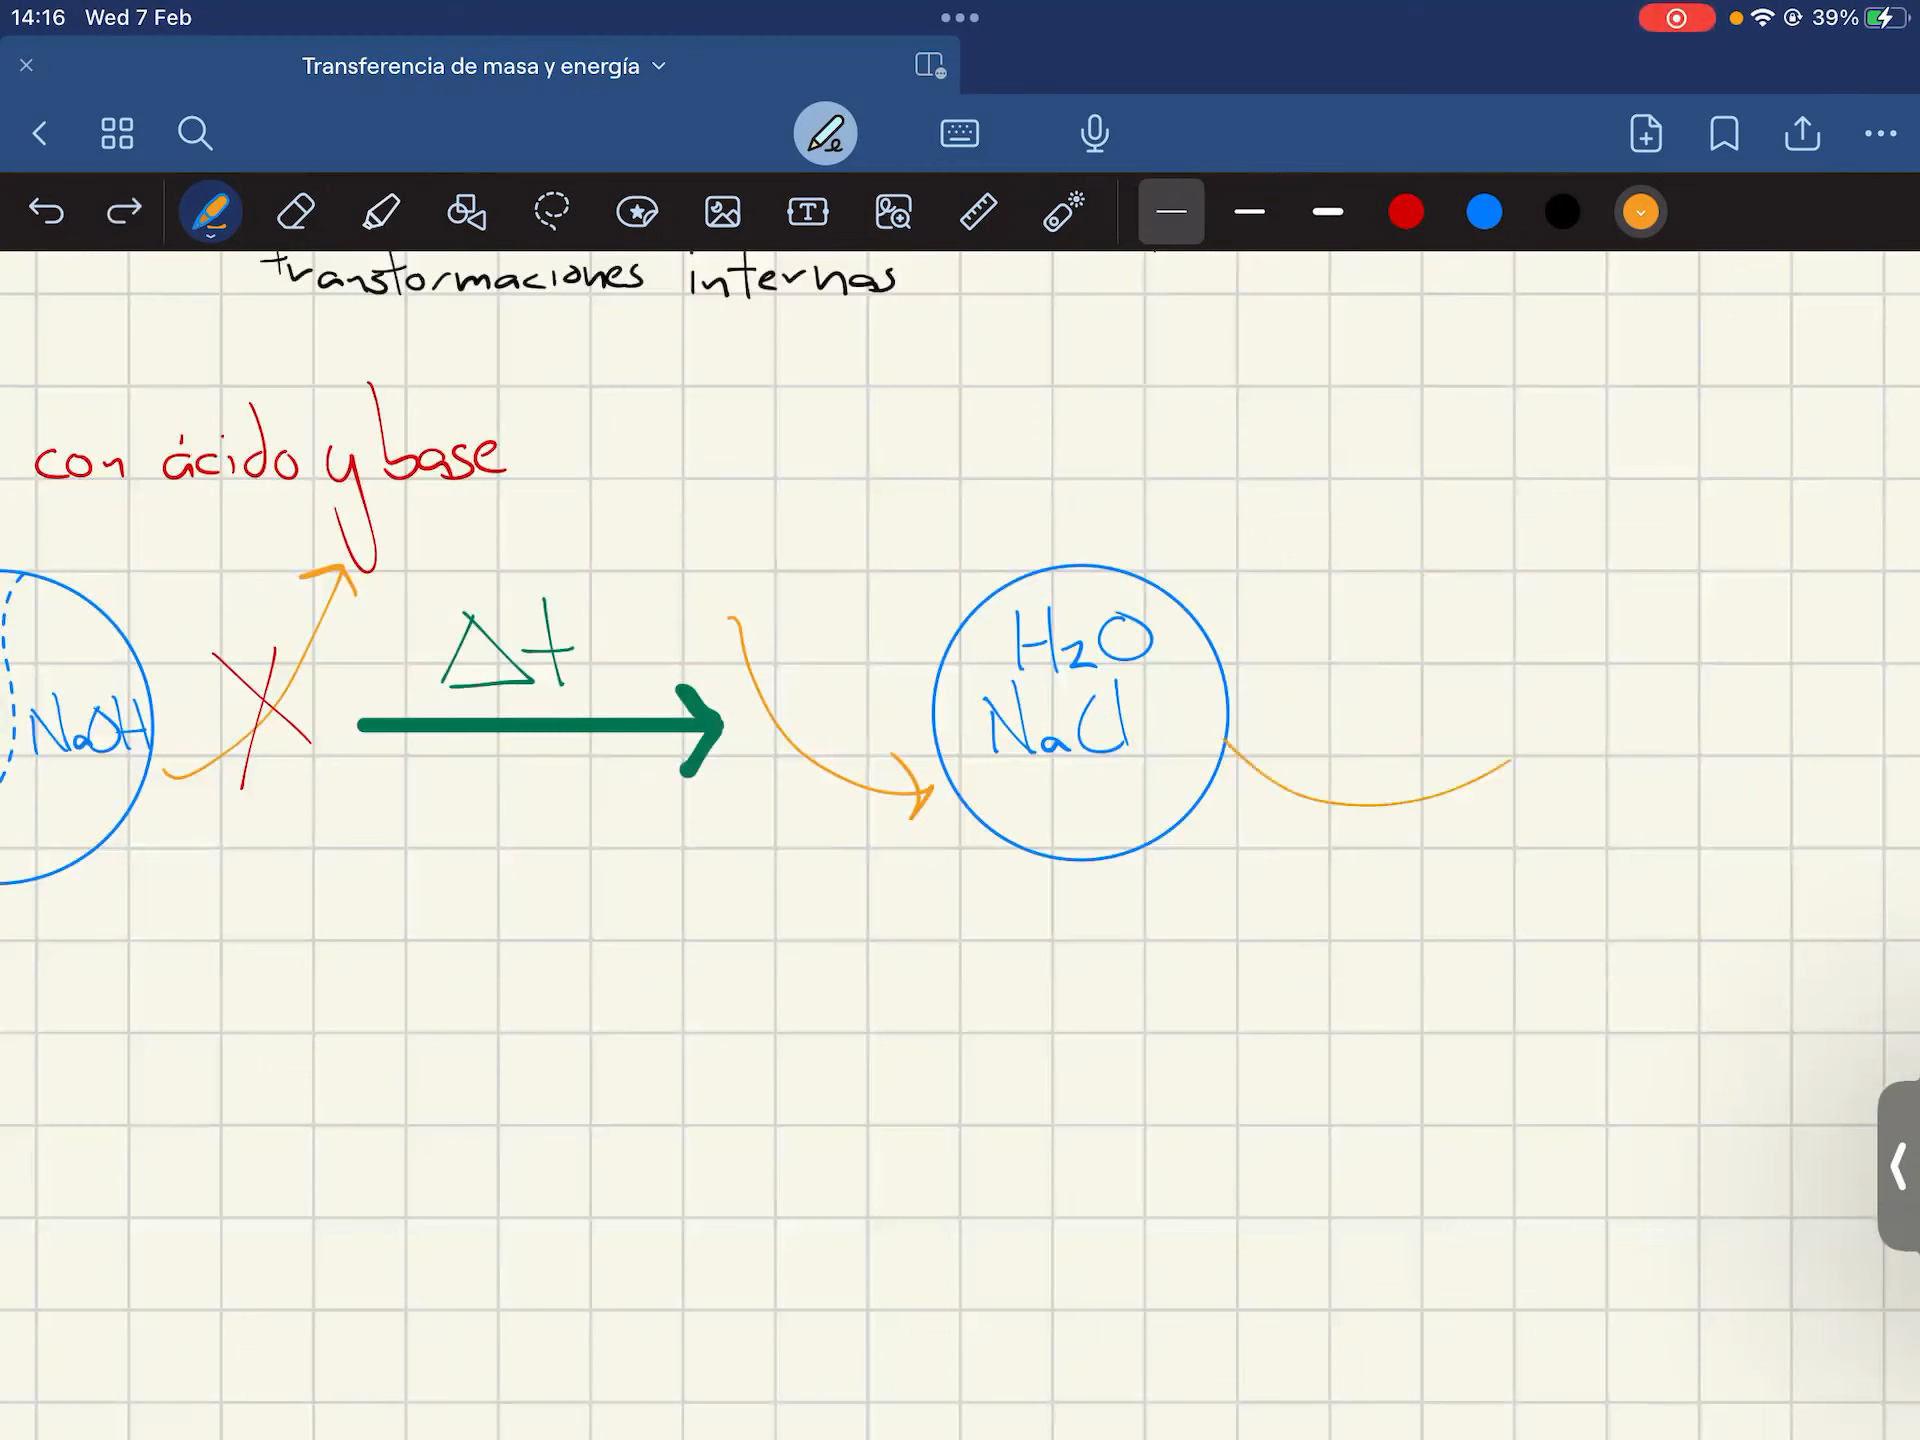 14:16 Wed 7 Feb 39%
Transferencia de masa y energía
transformaciones internas
con ácido y base
Δt
H2O
NaOH
NaCl